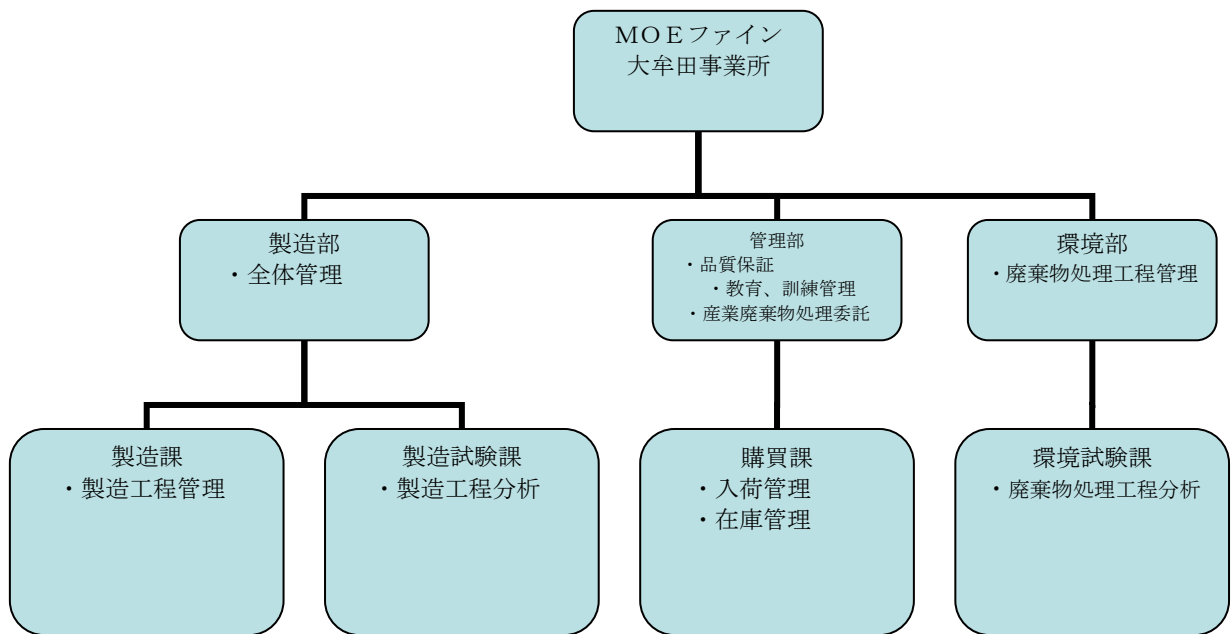 MOEファイン
大牟田事業所
製造部
・全体管理
管理部
・品質保証
・教育、訓練管理
・産業廃棄物処理委託
環境部
・廃棄物処理工程管理
製造課
・製造工程管理
製造試験課
・製造工程分析
購買課
・入荷管理
・在庫管理
環境試験課
・廃棄物処理工程分析